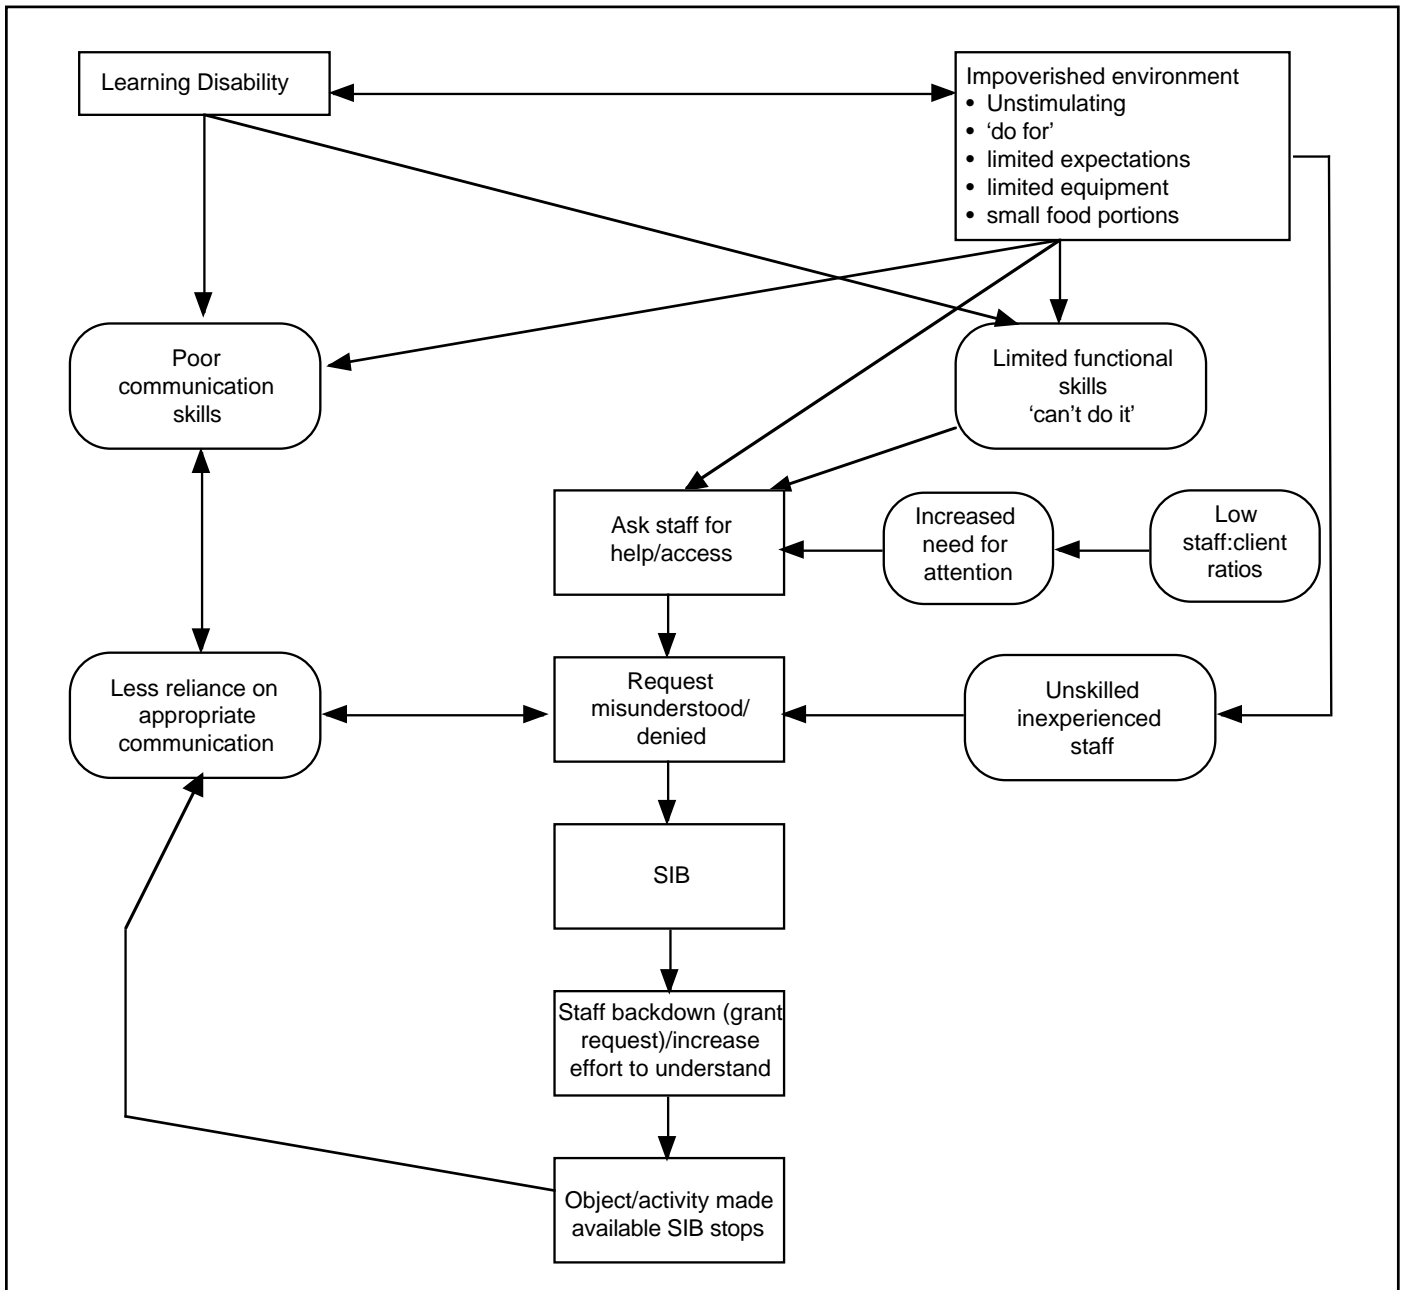 Learning Disability
Impoverished environment
• Unstimulating
• ‘do for’
• limited expectations
• limited equipment
• small food portions
Poor
communication
skills
Limited functional
skills
‘can't do it’
Ask staff for
help/access
Increased
need for
attention
Low
staff:client
ratios
Less reliance on
appropriate
communication
Request
misunderstood/
denied
Unskilled
inexperienced
staff
SIB
Staff backdown (grant
request)/increase
effort to understand
Object/activity made
available SIB stops